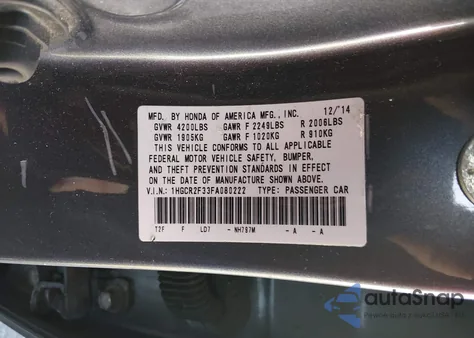 MFD. BY HONDA OF AMERICA MFG., INC. 12/'14
GVWR 4200LBS GAWR F 2249LBS R 2006LBS
GVWR 1905KG GAWR F 1020KG R 910KG
THIS VEHICLE CONFORMS TO ALL APPLICABLE
FEDERAL MOTOR VEHICLE SAFETY, BUMPER,
AND THEFT PREVENTION STANDARDS IN EFFECT
ON THE DATE OF MANUFACTURE SHOWN ABOVE.
V.I.N.: 1HGCR2F33FA080222 TYPE: PASSENGER CAR
T2F F LD7 NH797M -A -A
autoSnap